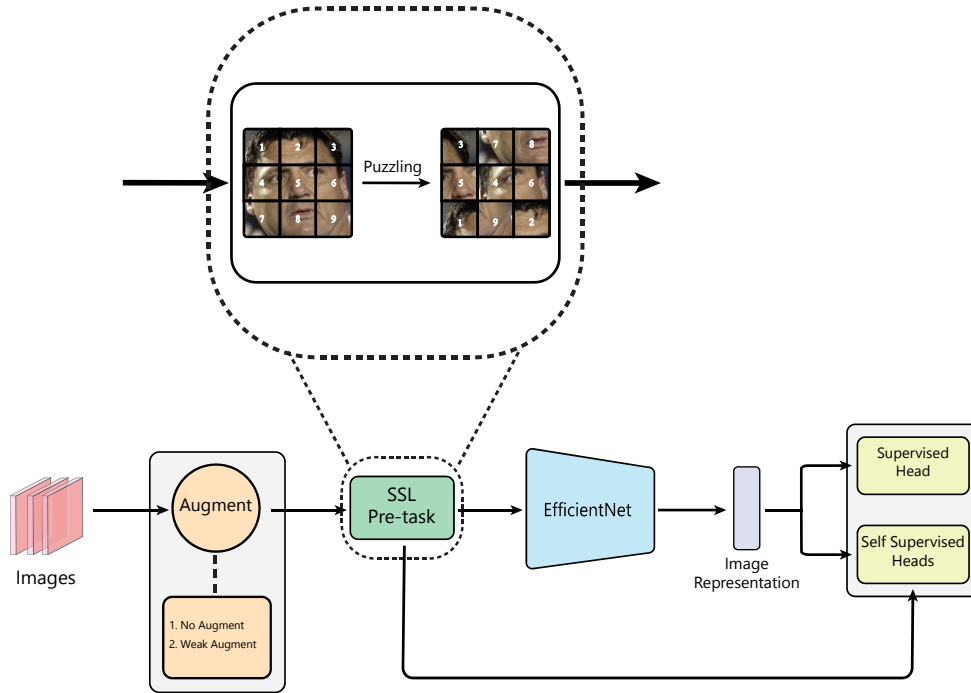 1 2 3
4 5 6
7 8 9
Puzzling
3 7 8
5 4 6
1 9 2
Images
Augment
1. No Augment
2. Weak Augment
SSL
Pre-task
EfficientNet
Image
Representation
Supervised
Head
Self Supervised
Heads